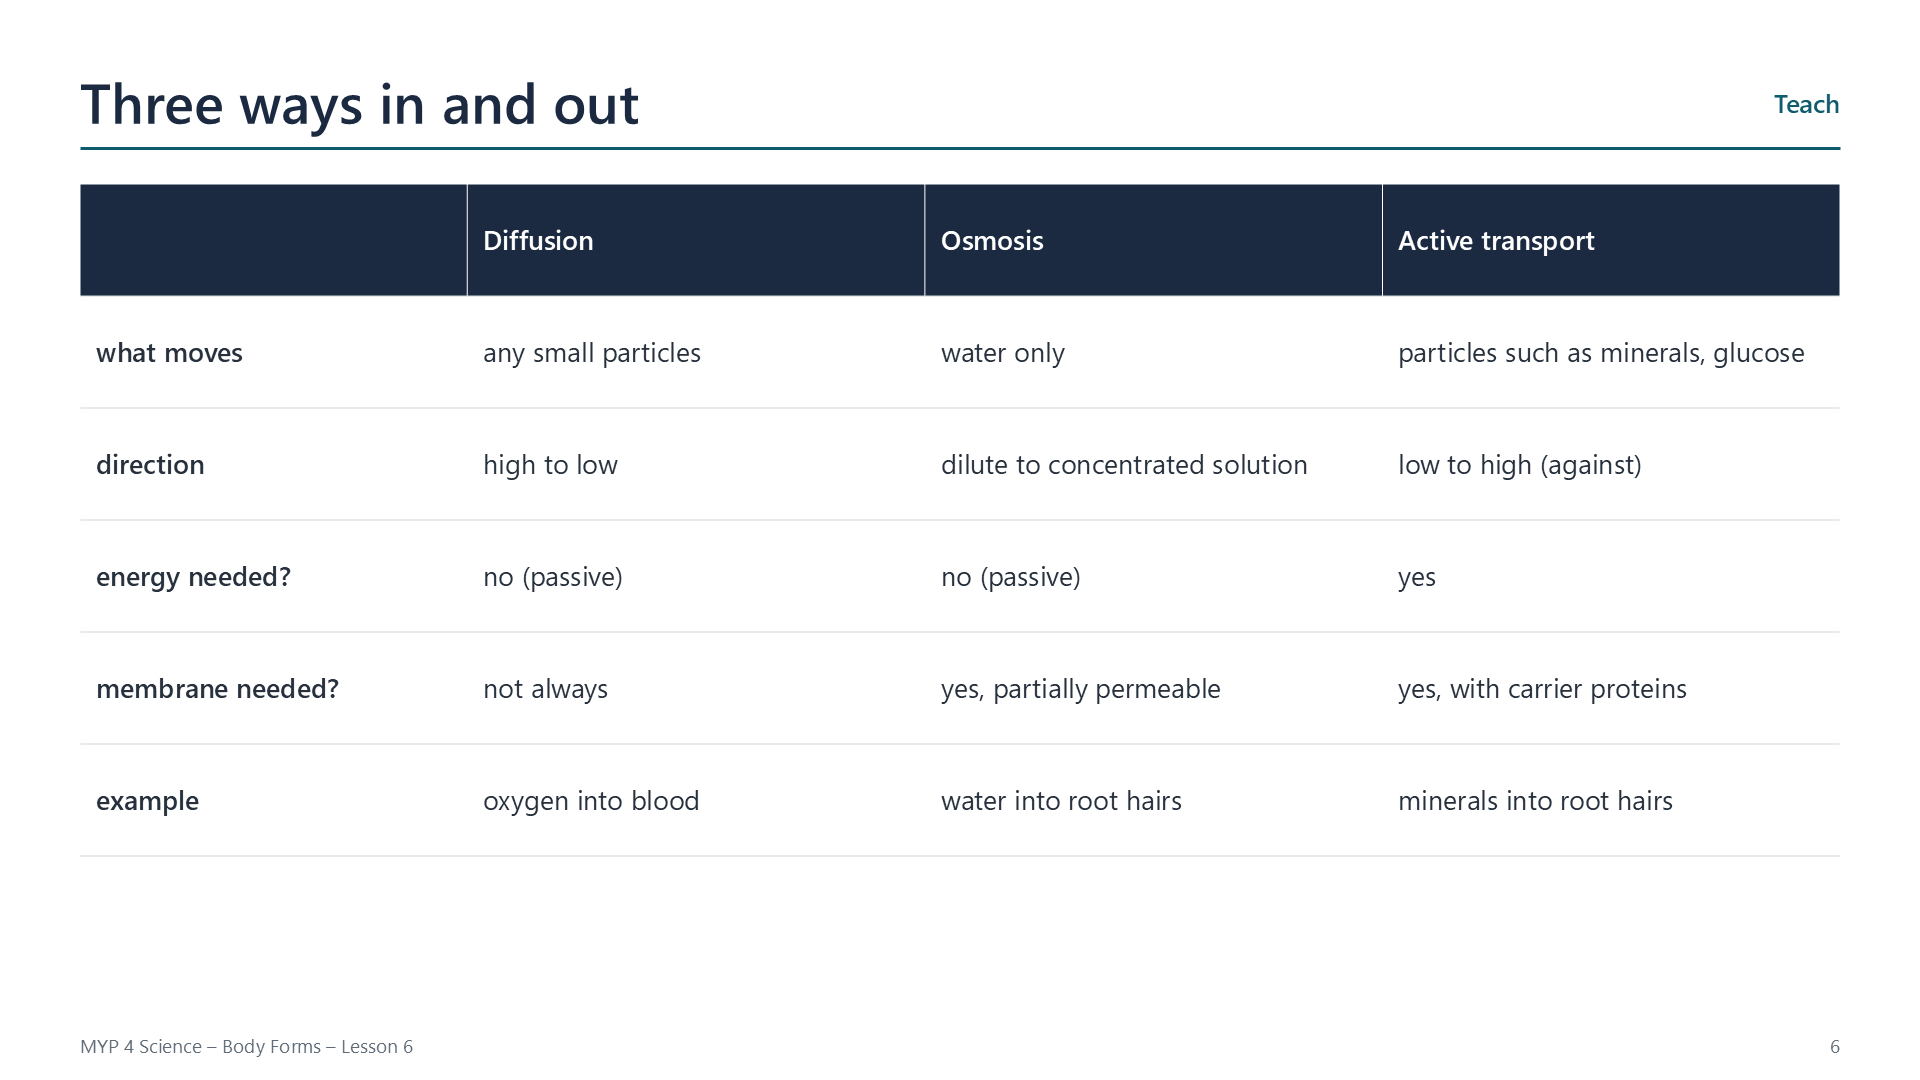 Three ways in and out
Teach
Diffusion Osmosis Active transport
what moves any small particles water only particles such as minerals, glucose
direction high to low dilute to concentrated solution low to high (against)
energy needed? no (passive) no (passive) yes
membrane needed? not always yes, partially permeable yes, with carrier proteins
example oxygen into blood water into root hairs minerals into root hairs
MYP 4 Science – Body Forms – Lesson 6
6